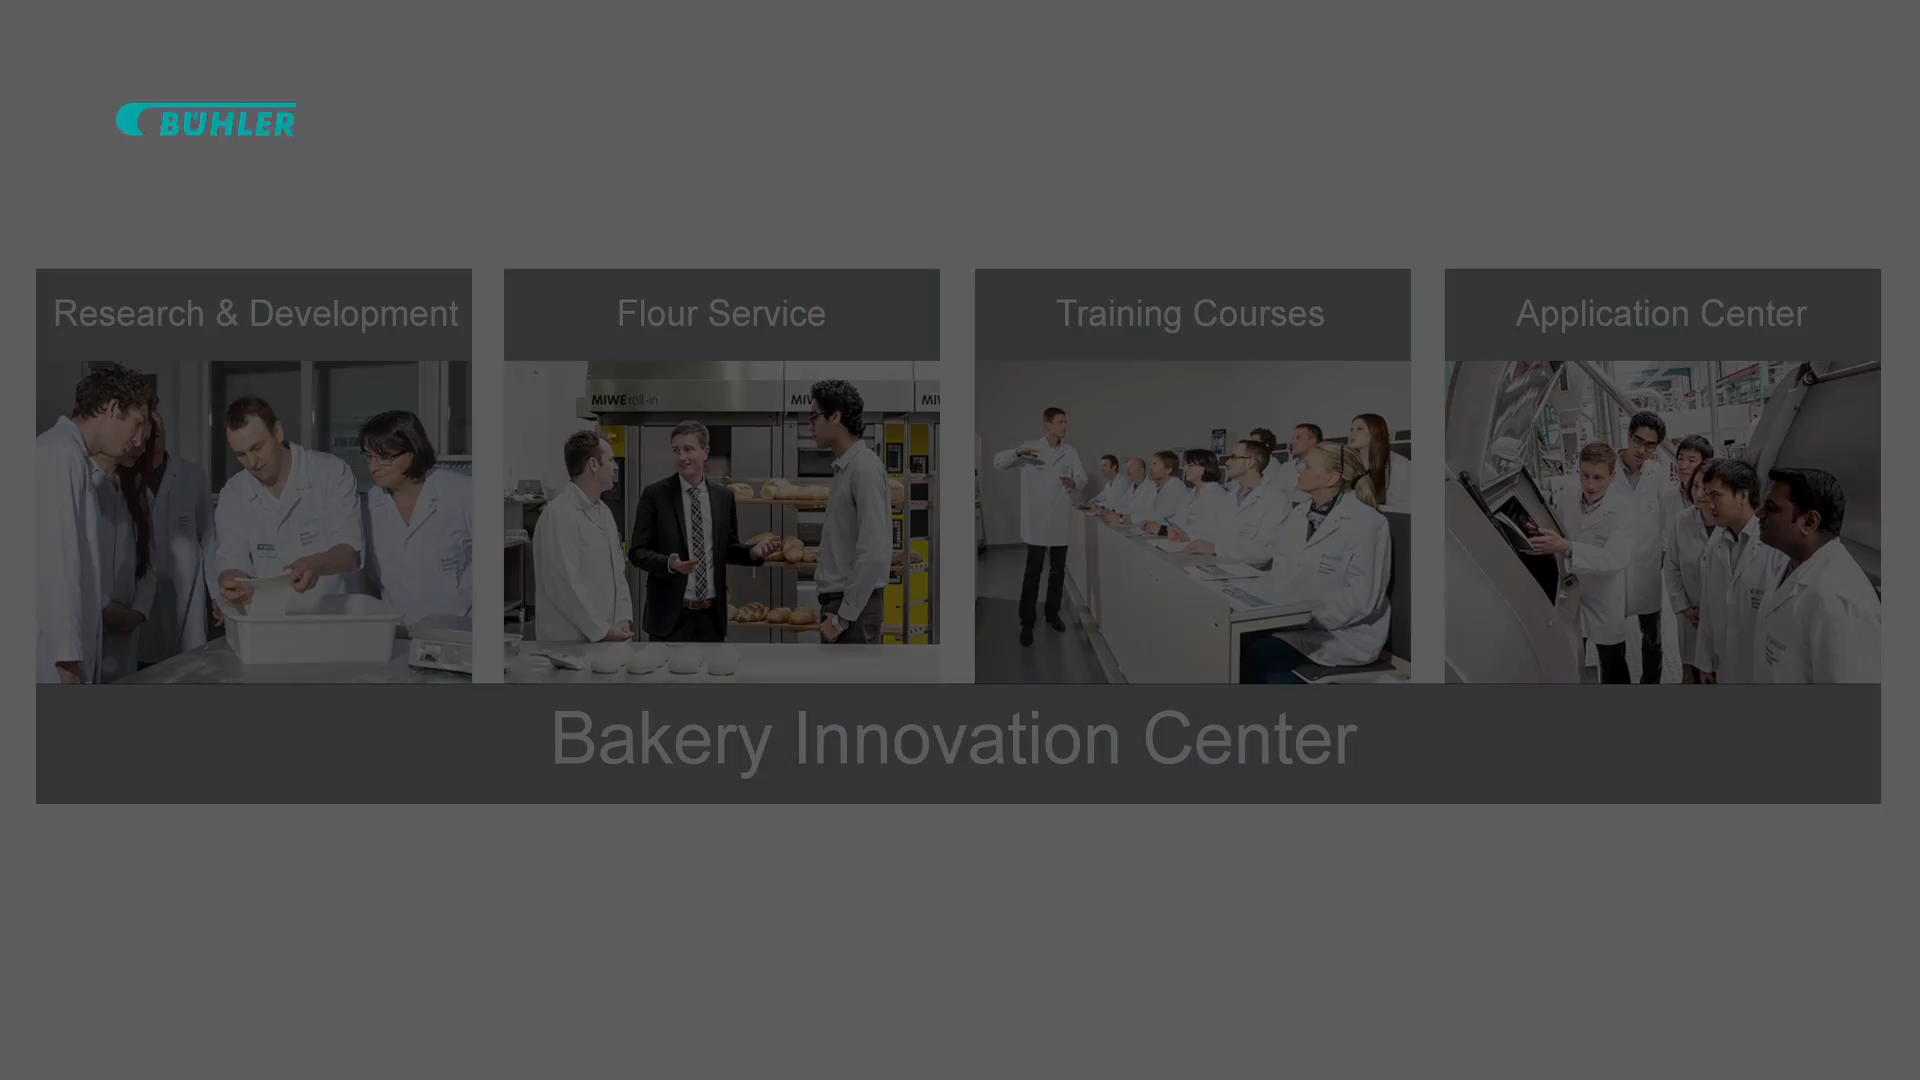 BÜHLER
Research & Development
Flour Service
Training Courses
Application Center
MIWE roll-in
Bakery Innovation Center